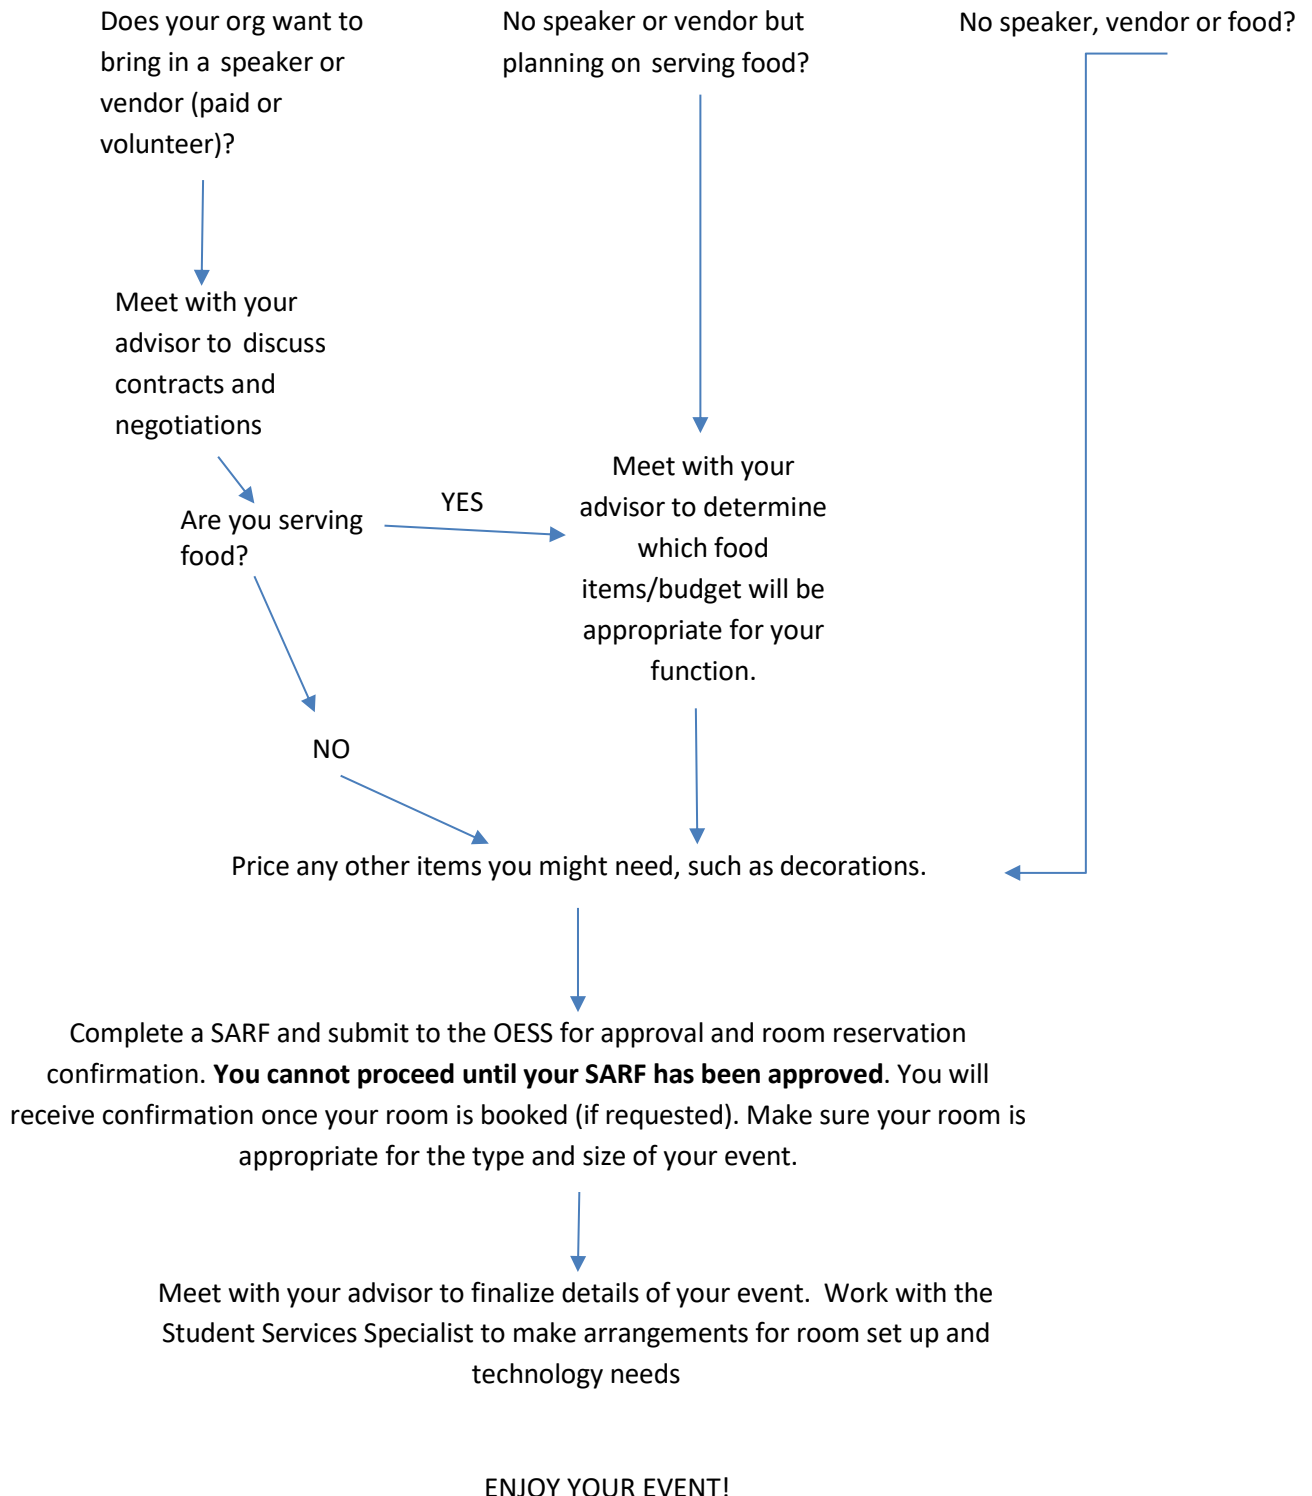 Does your org want to
bring in a speaker or
vendor (paid or
volunteer)?
No speaker or vendor but
planning on serving food?
No speaker, vendor or food?
Meet with your
advisor to discuss
contracts and
negotiations
Are you serving
food?
YES
Meet with your
advisor to determine
which food
items/budget will be
appropriate for your
function.
NO
Price any other items you might need, such as decorations.
Complete a SARF and submit to the OESS for approval and room reservation
confirmation. You cannot proceed until your SARF has been approved. You will
receive confirmation once your room is booked (if requested). Make sure your room is
appropriate for the type and size of your event.
Meet with your advisor to finalize details of your event. Work with the
Student Services Specialist to make arrangements for room set up and
technology needs
ENJOY YOUR EVENT!